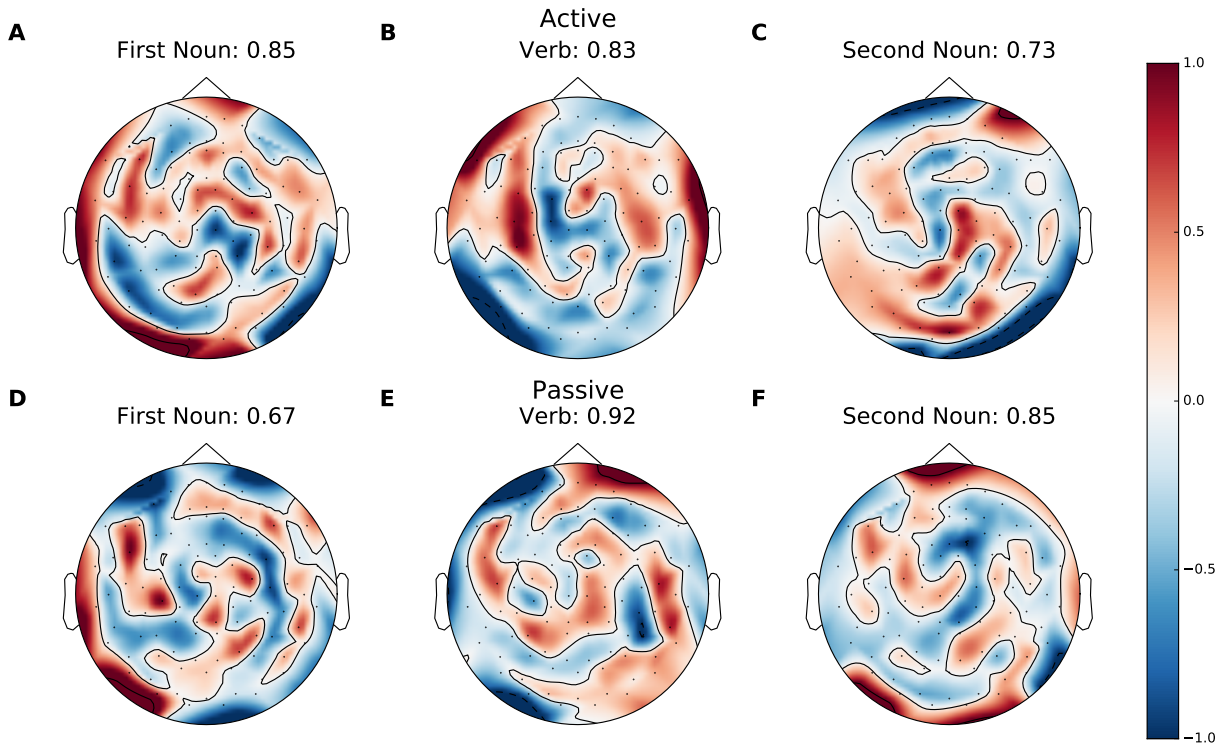 Active
A
B
C
First Noun: 0.85
Verb: 0.83
Second Noun: 0.73
1.0
0.5
0.0
−0.5
−1.0
Passive
D
E
F
First Noun: 0.67
Verb: 0.92
Second Noun: 0.85